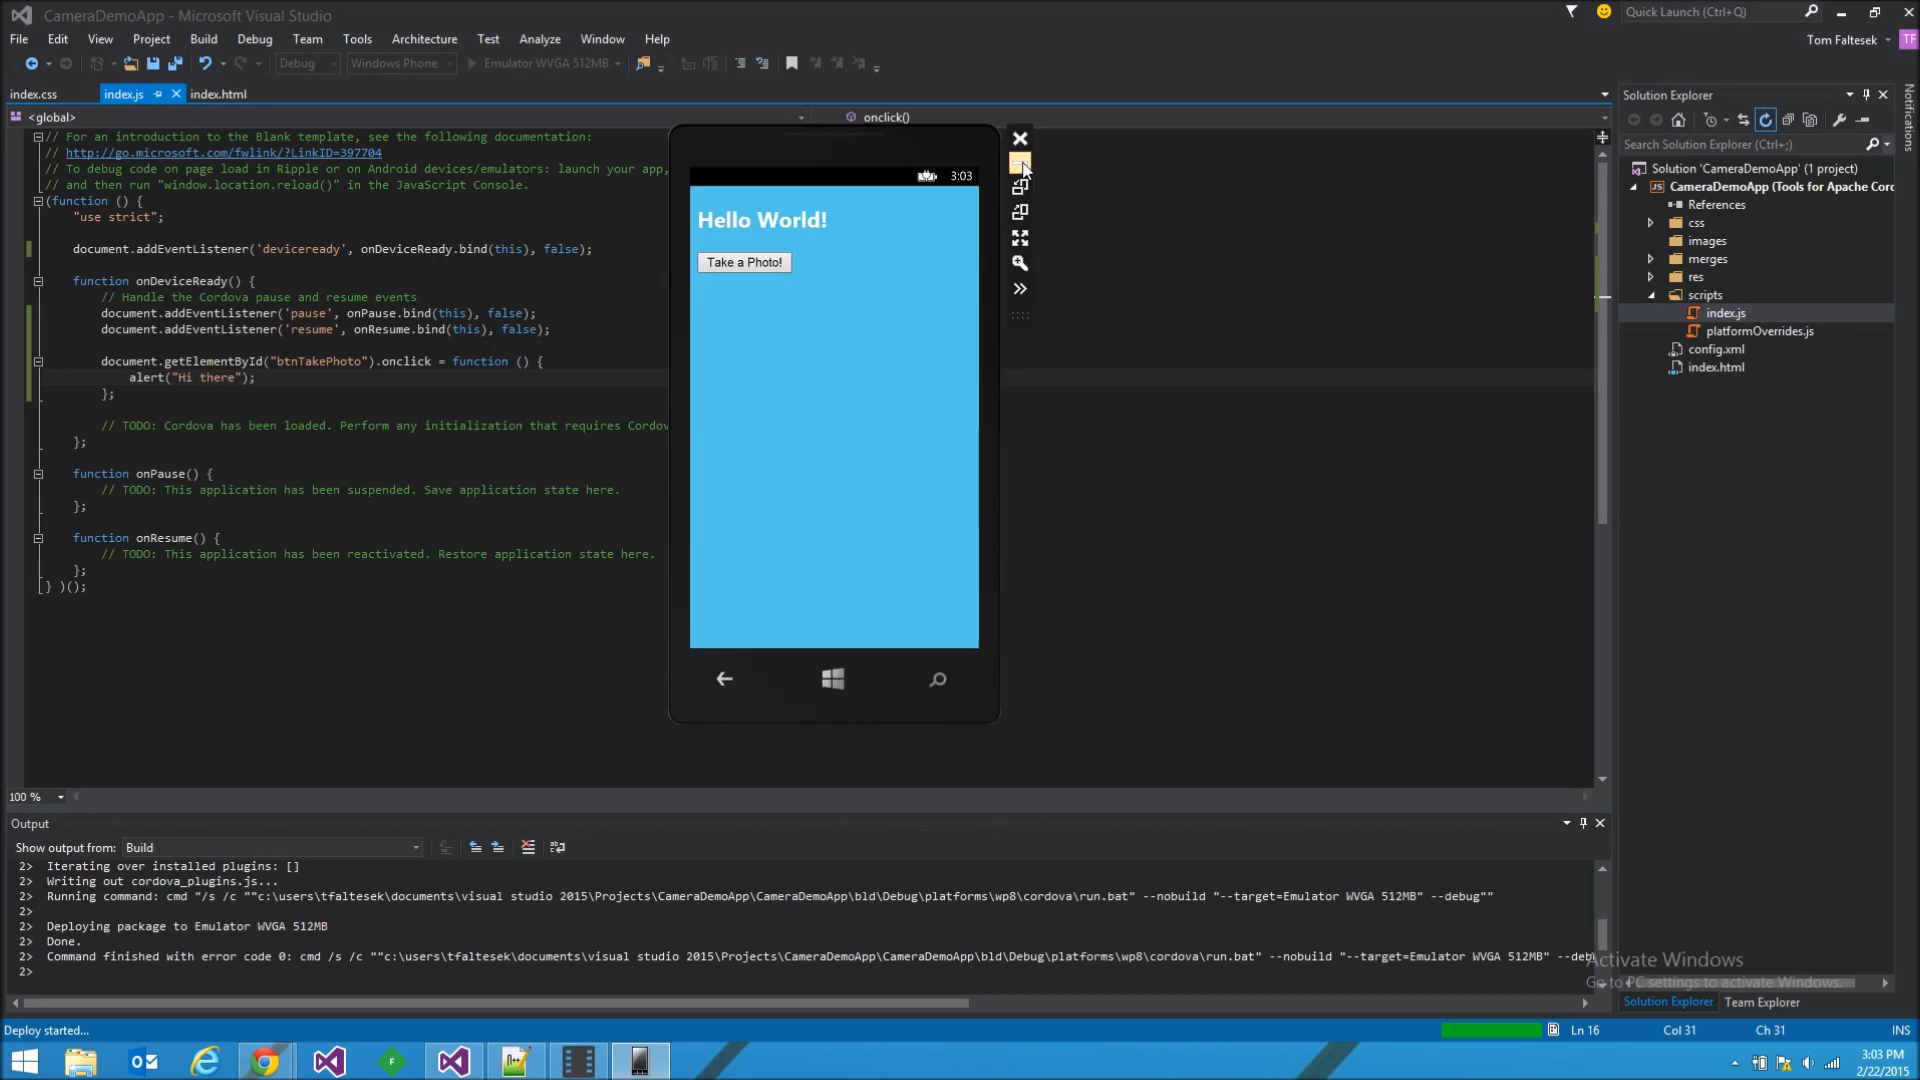 CameraDemoApp - Microsoft Visual Studio
Quick Launch (Ctrl+Q)
File Edit View Project Build Debug Team Tools Architecture Test Analyze Window Help
Tom Faltesek
TF
Debug Windows Phone Emulator WVGA 512MB
index.css index.js index.html
<global> onclick()
// For an introduction to the Blank template, see the following documentation:
// http://go.microsoft.com/fwlink/?LinkID=397704
// To debug code on page load in Ripple or on Android devices/emulators: launch your app,
// and then run "window.location.reload()" in the JavaScript Console.
(function () {
"use strict";
document.addEventListener('deviceready', onDeviceReady.bind(this), false);
function onDeviceReady() {
// Handle the Cordova pause and resume events
document.addEventListener('pause', onPause.bind(this), false);
document.addEventListener('resume', onResume.bind(this), false);
document.getElementById("btnTakePhoto").onclick = function () {
alert("Hi there");
};
// TODO: Cordova has been loaded. Perform any initialization that requires Cordov
};
function onPause() {
// TODO: This application has been suspended. Save application state here.
};
function onResume() {
// TODO: This application has been reactivated. Restore application state here.
};
} )();
3:03
Hello World!
Take a Photo!
Solution Explorer
Search Solution Explorer (Ctrl+;)
Solution 'CameraDemoApp' (1 project)
CameraDemoApp (Tools for Apache Cord
References
css
images
merges
res
scripts
index.js
platformOverrides.js
config.xml
index.html
Notifications
100 %
Output
Show output from: Build
2> Iterating over installed plugins: []
2> Writing out cordova_plugins.js...
2> Running command: cmd "/s /c ""c:\users\tfaltesek\documents\visual studio 2015\Projects\CameraDemoApp\CameraDemoApp\bld\Debug\platforms\wp8\cordova\run.bat" --nobuild "--target=Emulator WVGA 512MB" --debug""
2>
2> Deploying package to Emulator WVGA 512MB
2> Done.
2> Command finished with error code 0: cmd /s /c ""c:\users\tfaltesek\documents\visual studio 2015\Projects\CameraDemoApp\CameraDemoApp\bld\Debug\platforms\wp8\cordova\run.bat" --nobuild "--target=Emulator WVGA 512MB" --deb
2>
Activate Windows
Go to PC settings to activate Windows.
Solution Explorer Team Explorer
Deploy started... Ln 16 Col 31 Ch 31 INS
3:03 PM
2/22/2015